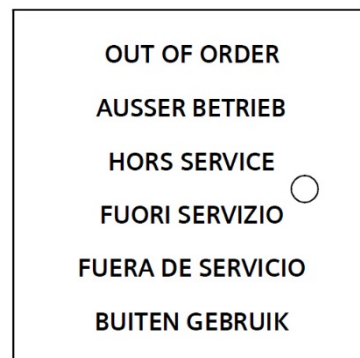 OUT OF ORDER
AUSSER BETRIEB
HORS SERVICE
FUORI SERVIZIO
FUERA DE SERVICIO
BUITEN GEBRUIK